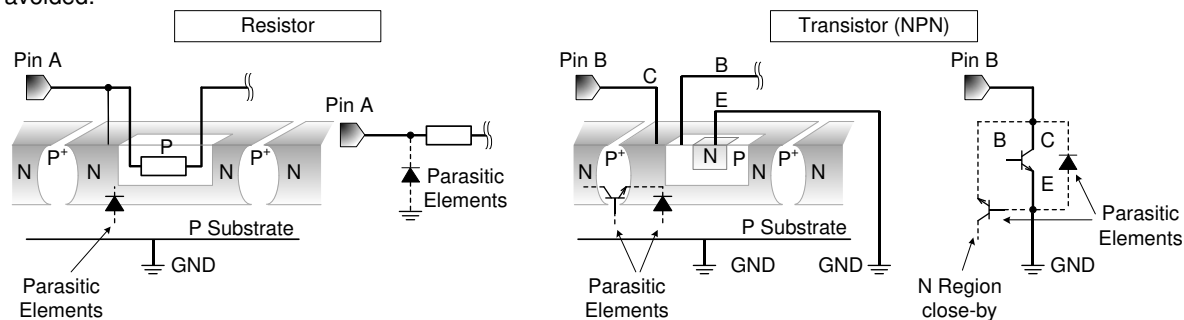 avoided.
Resistor
Transistor (NPN)
Pin A
Pin B
Pin B
C
B
E
Pin A
P
N
P+
N
N
P+
N
Parasitic
Elements
P Substrate
GND
Parasitic
Elements
N
P+
N
N
P
N
P+
N
P Substrate
GND
GND
Parasitic
Elements
B
C
E
Parasitic
Elements
GND
N Region
close-by